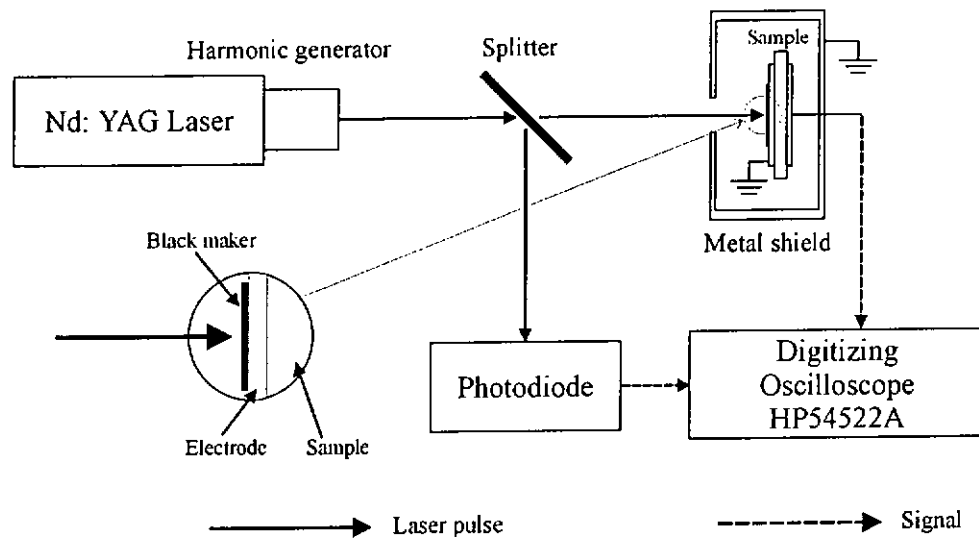 Harmonic generator
Splitter
Sample
Nd: YAG Laser
Metal shield
Black maker
Photodiode
Digitizing
Oscilloscope
HP54522A
Electrode
Sample
Laser pulse
Signal